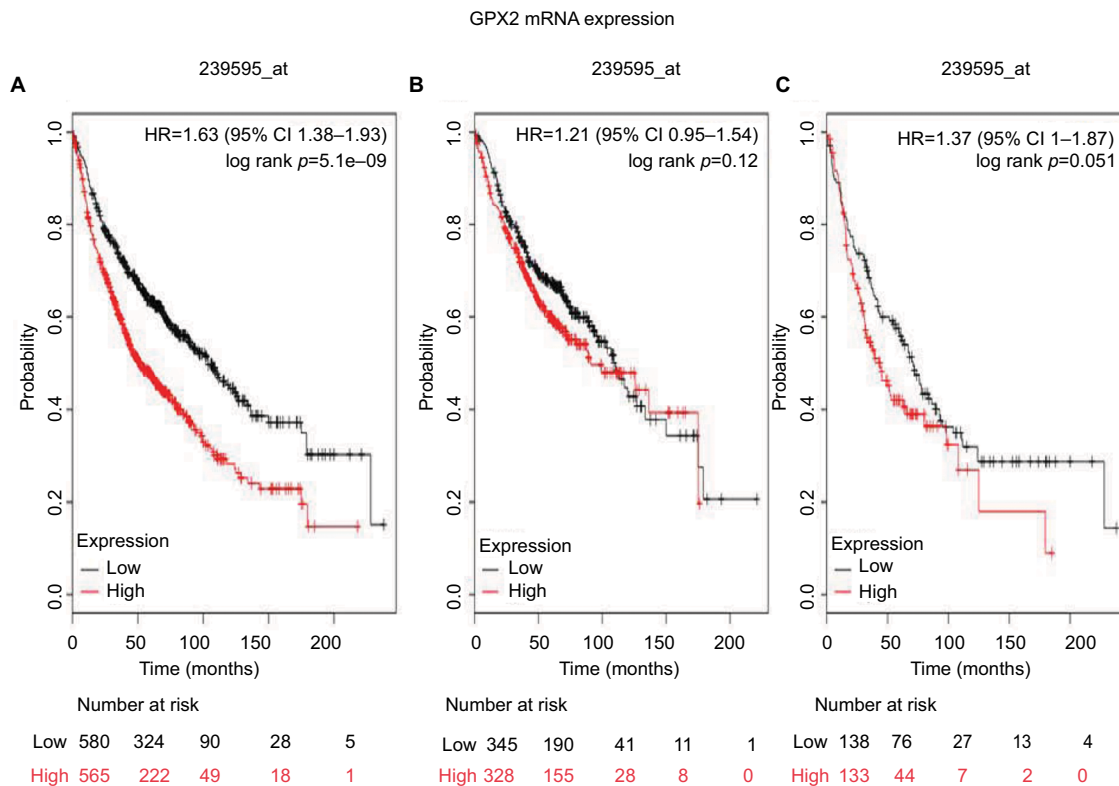 GPX2 mRNA expression
A
239595_at
HR=1.63 (95% CI 1.38–1.93)
log rank p=5.1e–09
Probability
1.0
0.8
0.6
0.4
0.2
0.0
Expression
Low
High
0 50 100 150 200
Time (months)
Number at risk
Low 580 324 90 28 5
High 565 222 49 18 1
B
239595_at
HR=1.21 (95% CI 0.95–1.54)
log rank p=0.12
Probability
1.0
0.8
0.6
0.4
0.2
0.0
Expression
Low
High
0 50 100 150 200
Time (months)
Number at risk
Low 345 190 41 11 1
High 328 155 28 8 0
C
239595_at
HR=1.37 (95% CI 1–1.87)
log rank p=0.051
Probability
1.0
0.8
0.6
0.4
0.2
0.0
Expression
Low
High
0 50 100 150 200
Time (months)
Number at risk
Low 138 76 27 13 4
High 133 44 7 2 0